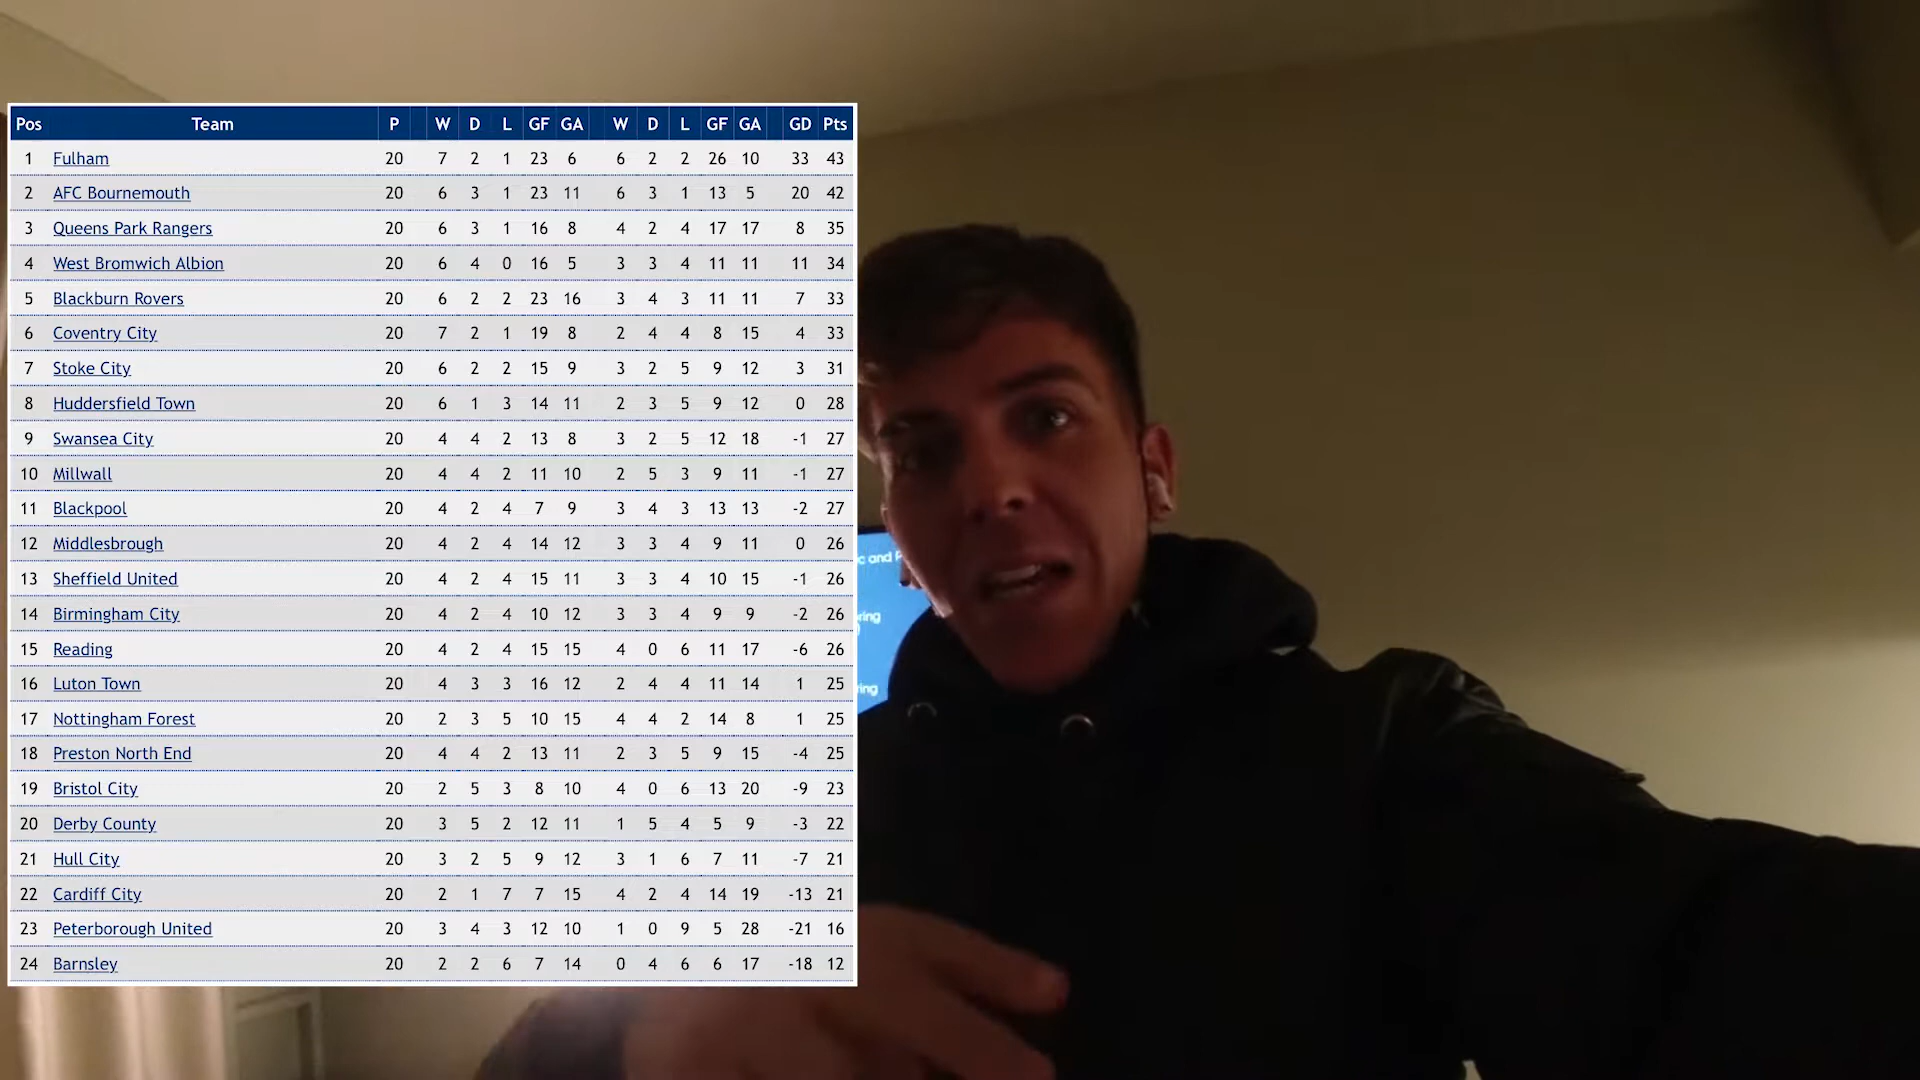 Pos Team P W D L GF GA W D L GF GA GD Pts
1 Fulham 20 7 2 1 23 6 6 2 2 26 10 33 43
2 AFC Bournemouth 20 6 3 1 23 11 6 3 1 13 5 20 42
3 Queens Park Rangers 20 6 3 1 16 8 4 2 4 17 17 8 35
4 West Bromwich Albion 20 6 4 0 16 5 3 3 4 11 11 11 34
5 Blackburn Rovers 20 6 2 2 23 16 3 4 3 11 11 7 33
6 Coventry City 20 7 2 1 19 8 2 4 4 8 15 4 33
7 Stoke City 20 6 2 2 15 9 3 2 5 9 12 3 31
8 Huddersfield Town 20 6 1 3 14 11 2 3 5 9 12 0 28
9 Swansea City 20 4 4 2 13 8 3 2 5 12 18 -1 27
10 Millwall 20 4 4 2 11 10 2 5 3 9 11 -1 27
11 Blackpool 20 4 2 4 7 9 3 4 3 13 13 -2 27
12 Middlesbrough 20 4 2 4 14 12 3 3 4 9 11 0 26
13 Sheffield United 20 4 2 4 15 11 3 3 4 10 15 -1 26
14 Birmingham City 20 4 2 4 10 12 3 3 4 9 9 -2 26
15 Reading 20 4 2 4 15 15 4 0 6 11 17 -6 26
16 Luton Town 20 4 3 3 16 12 2 4 4 11 14 1 25
17 Nottingham Forest 20 2 3 5 10 15 4 4 2 14 8 1 25
18 Preston North End 20 4 4 2 13 11 2 3 5 9 15 -4 25
19 Bristol City 20 2 5 3 8 10 4 0 6 13 20 -9 23
20 Derby County 20 3 5 2 12 11 1 5 4 5 9 -3 22
21 Hull City 20 3 2 5 9 12 3 1 6 7 11 -7 21
22 Cardiff City 20 2 1 7 7 15 4 2 4 14 19 -13 21
23 Peterborough United 20 3 4 3 12 10 1 0 9 5 28 -21 16
24 Barnsley 20 2 2 6 7 14 0 4 6 6 17 -18 12
c and
ring
ring